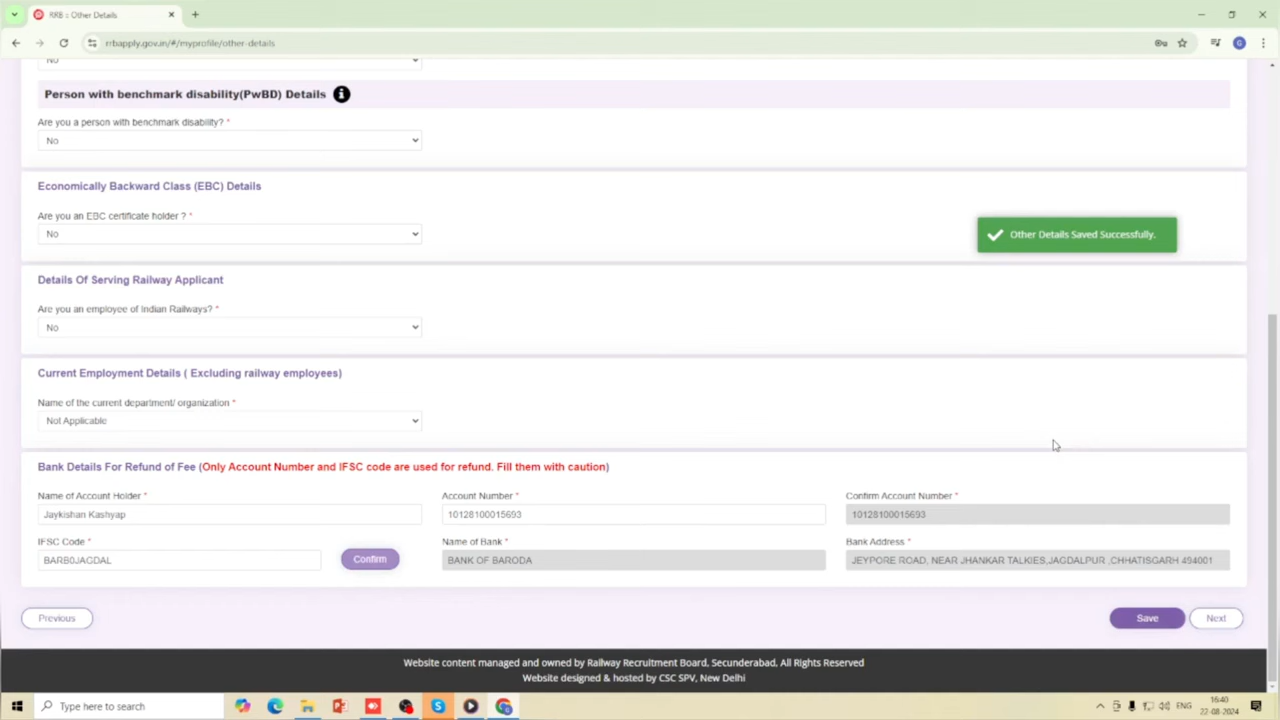 RRB :: Other Details
rrbapply.gov.in/#/myprofile/other-details
G
No
Person with benchmark disability(PwBD) Details
Are you a person with benchmark disability? *
No
Economically Backward Class (EBC) Details
Are you an EBC certificate holder ? *
No
Other Details Saved Successfully.
Details Of Serving Railway Applicant
Are you an employee of Indian Railways? *
No
Current Employment Details ( Excluding railway employees)
Name of the current department/ organization *
Not Applicable
Bank Details For Refund of Fee (Only Account Number and IFSC code are used for refund. Fill them with caution)
Name of Account Holder * Account Number * Confirm Account Number *
Jaykishan Kashyap 10128100015693 10128100015693
IFSC Code * Name of Bank * Bank Address *
BARB0JAGDAL Confirm BANK OF BARODA JEYPORE ROAD, NEAR JHANKAR TALKIES,JAGDALPUR ,CHHATISGARH 494001
Previous Save Next
Website content managed and owned by Railway Recruitment Board, Secunderabad, All Rights Reserved
Website designed & hosted by CSC SPV, New Delhi
Type here to search ENG 16:40
22-08-2024